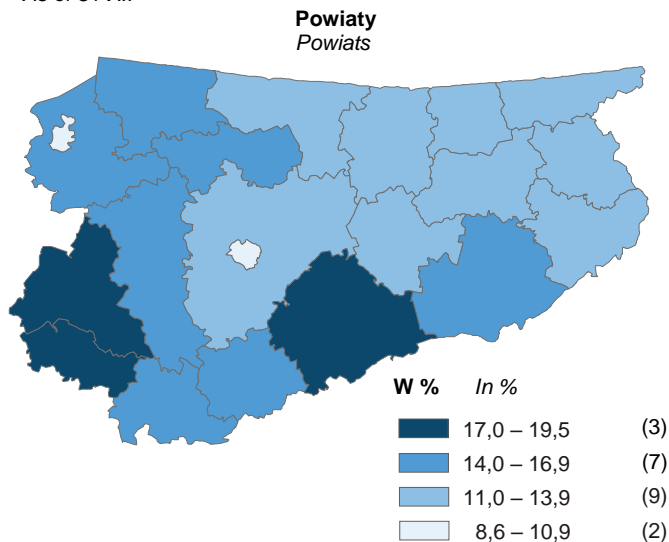 Powiaty
Powiats
W % In %
17,0 – 19,5 (3)
14,0 – 16,9 (7)
11,0 – 13,9 (9)
8,6 – 10,9 (2)